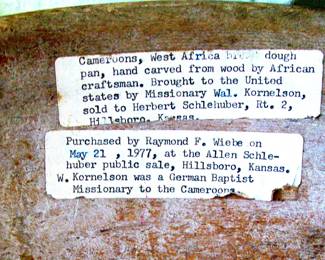 Cameroons, West Africa bread dough
pan, hand carved from wood by African
craftsman. Brought to the United
states by Missionary Wal. Kornelson,
sold to Herbert Schlehuber, Rt. 2,
Hillsboro, Kansas.
Purchased by Raymond F. Wiebe on
May 21 , 1977, at the Allen Schle-
huber public sale, Hillsboro, Kansas.
W. Kornelson was a German Baptist
Missionary to the Cameroons.